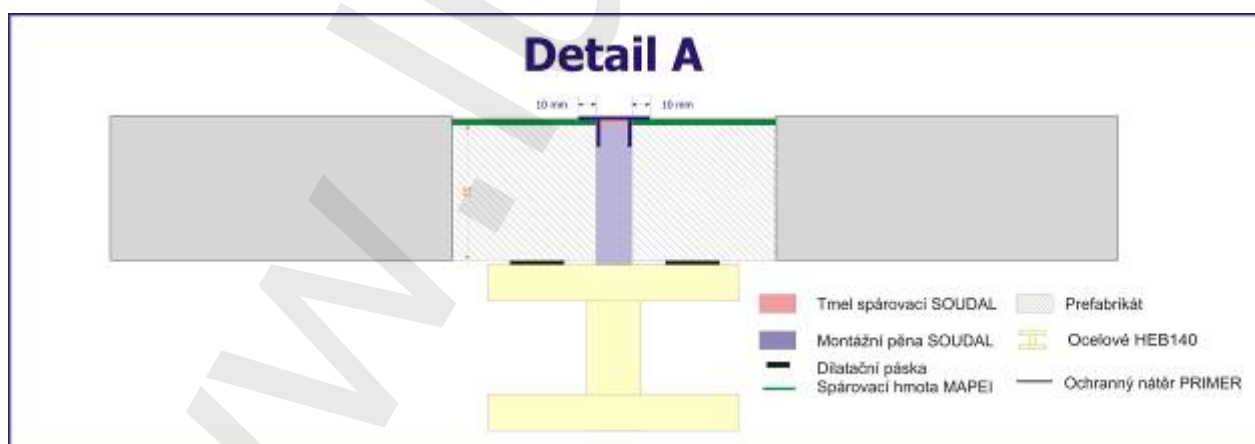 Detail A
10 mm 10 mm
Tmel spárovací SOUDAL
Prefabrikát
Montážní pěna SOUDAL
Ocelové HEB140
Dilatační páska
Spárovací hmota MAPEI
Ochranný nátěr PRIMER